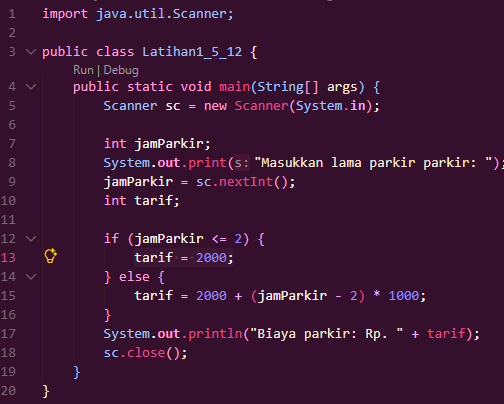 1 import java.util.Scanner;
2
3 public class Latihan1_5_12 {
Run | Debug
4 public static void main(String[] args) {
5 Scanner sc = new Scanner(System.in);
6
7 int jamParkir;
8 System.out.print(s: "Masukkan lama parkir parkir: ");
9 jamParkir = sc.nextInt();
10 int tarif;
11
12 if (jamParkir <= 2) {
13 tarif = 2000;
14 } else {
15 tarif = 2000 + (jamParkir - 2) * 1000;
16 }
17 System.out.println("Biaya parkir: Rp. " + tarif);
18 sc.close();
19 }
20 }